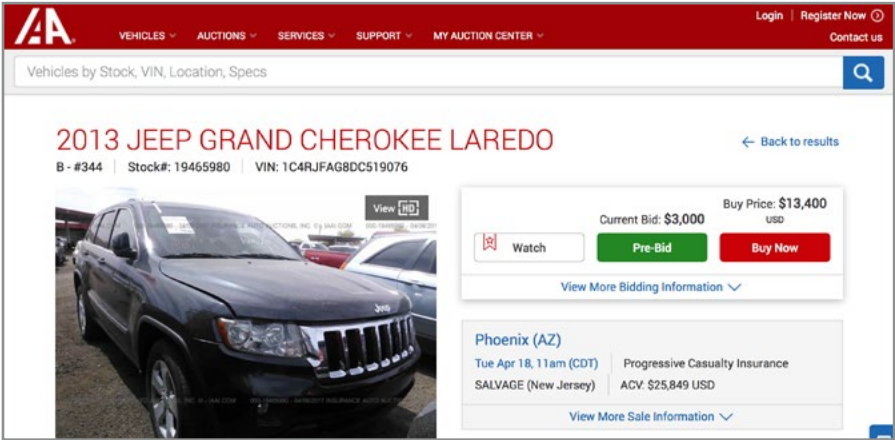 IAA
Login | Register Now
VEHICLES AUCTIONS SERVICES SUPPORT MY AUCTION CENTER
Contact us
Vehicles by Stock, VIN, Location, Specs
2013 JEEP GRAND CHEROKEE LAREDO
Back to results
B - #344 | Stock#: 19465980 | VIN: 1C4RJFAG8DC519076
View HD
Current Bid: $3,000
Buy Price: $13,400
USD
Watch
Pre-Bid
Buy Now
View More Bidding Information
Jeep
Phoenix (AZ)
Tue Apr 18, 11am (CDT) | Progressive Casualty Insurance
SALVAGE (New Jersey) | ACV: $25,849 USD
View More Sale Information